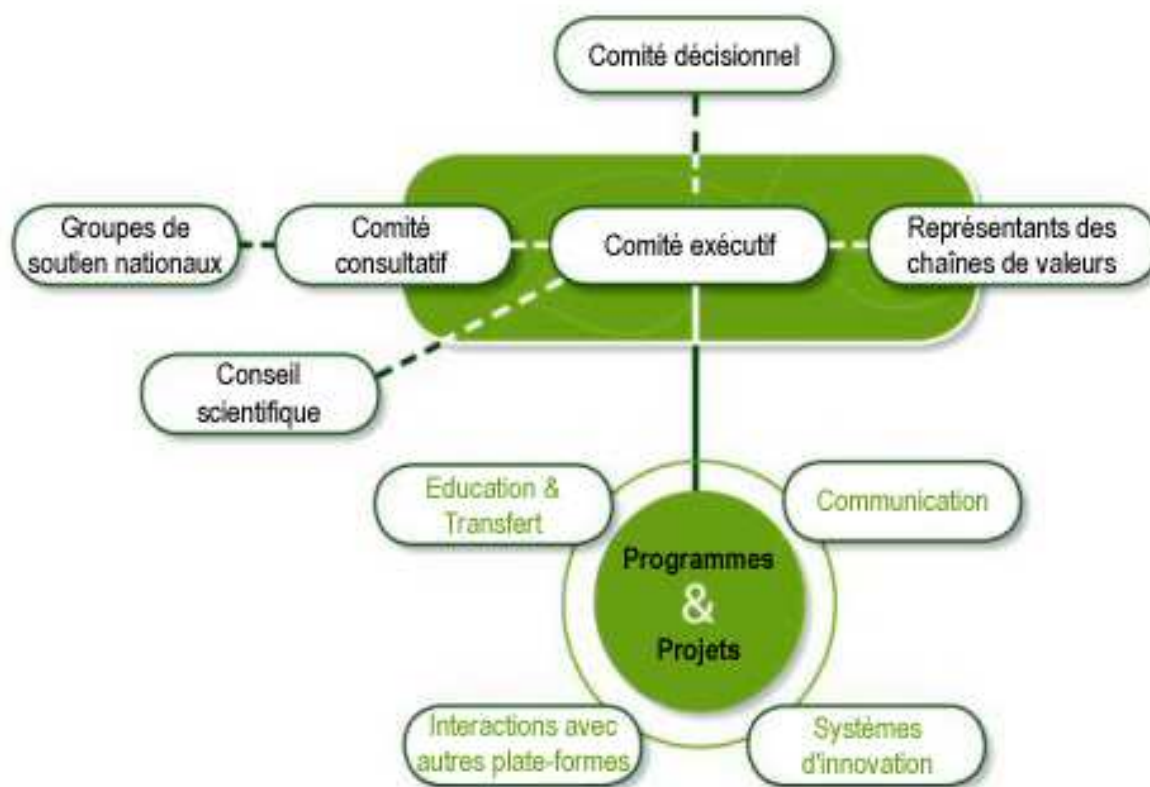 Comité décisionnel
Groupes de
soutien nationaux
Comité
consultatif
Comité exécutif
Représentants des
chaînes de valeurs
Conseil
scientifique
Education &
Transfert
Communication
Programmes
&
Projets
Interactions avec
autres plate-formes
Systèmes
d'innovation